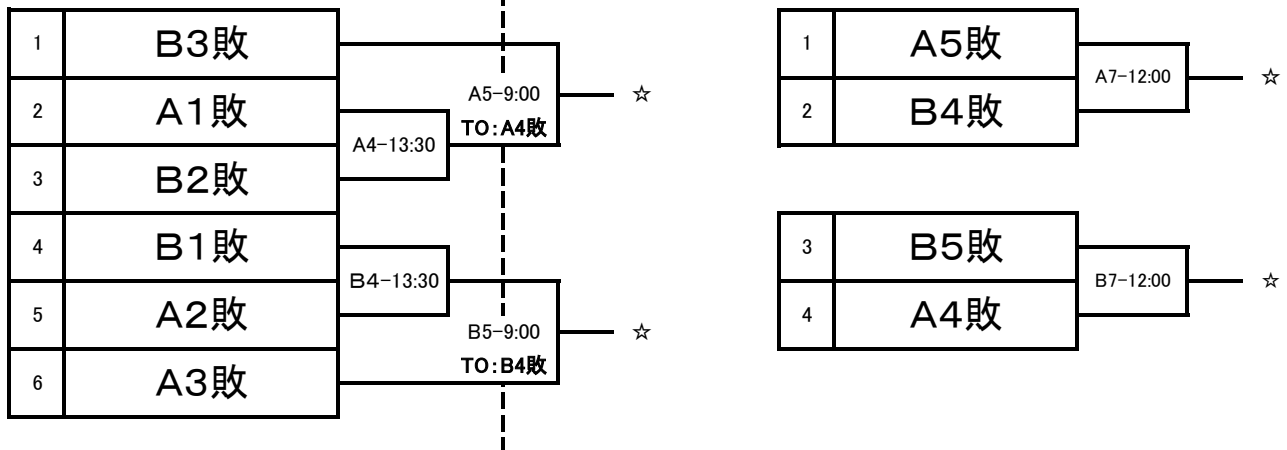 1 B3敗
2 A1敗
3 B2敗
4 B1敗
5 A2敗
6 A3敗
A4-13:30
B4-13:30
A5-9:00
TO:A4敗
☆
B5-9:00
TO:B4敗
☆
1 A5敗
2 B4敗
A7-12:00
☆
3 B5敗
4 A4敗
B7-12:00
☆